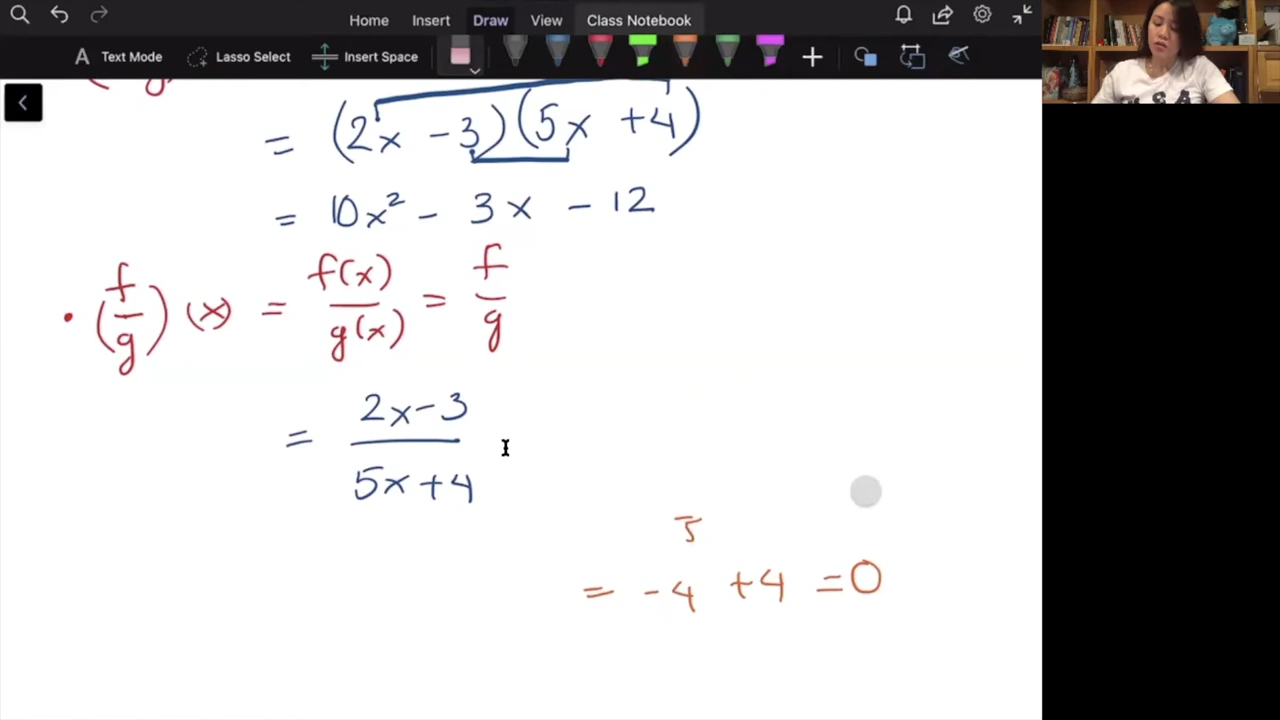 Home Insert Draw View Class Notebook
Text Mode Lasso Select Insert Space
= (2x - 3)(5x + 4)
= 10x² - 3x - 12
• (f/g)(x) = f(x)/g(x) = f/g
= 2x-3
5x+4
5
= -4 +4 =0